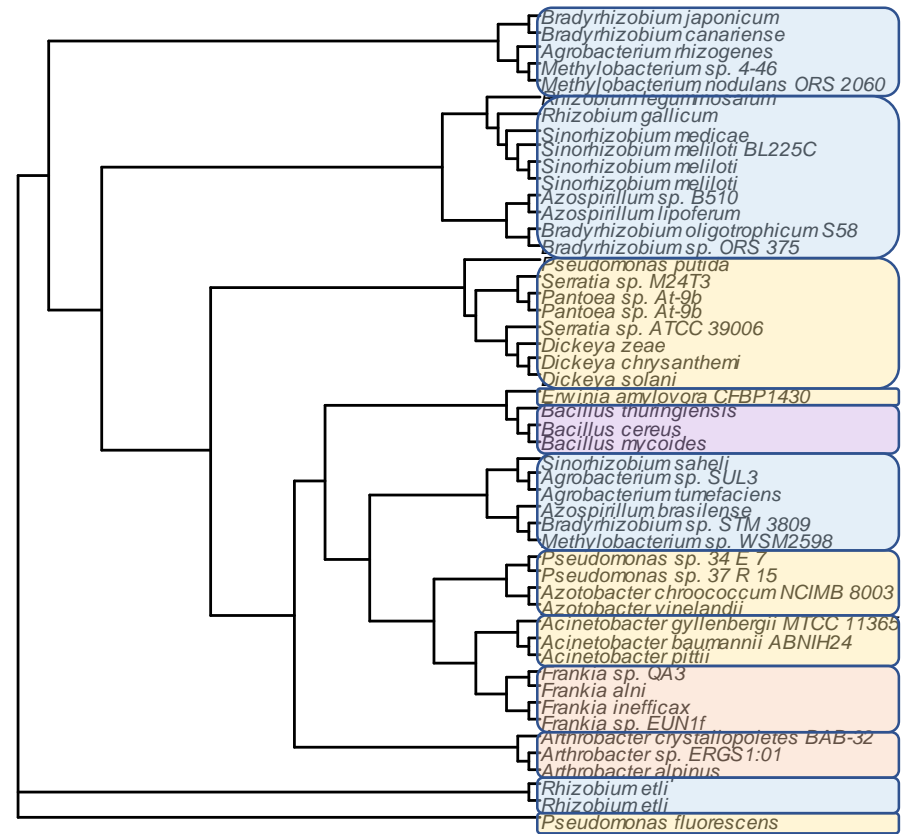 Bradyrhizobium japonicum
Bradyrhizobium canariense
Agrobacterium rhizogenes
Methylobacterium sp. 4-46
Methylobacterium nodulans ORS 2060
Rhizobium leguminosarum
Rhizobium gallicum
Sinorhizobium medicae
Sinorhizobium meliloti BL225C
Sinorhizobium meliloti
Sinorhizobium meliloti
Azospirillum sp. B510
Azospirillum lipoferum
Bradyrhizobium oligotrophicum S58
Bradyrhizobium sp. ORS 375
Pseudomonas putida
Serratia sp. M24T3
Pantoea sp. At-9b
Pantoea sp. At-9b
Serratia sp. ATCC 39006
Dickeya zeae
Dickeya chrysanthemi
Dickeya solani
Erwinia amylovora CFBP1430
Bacillus thuringiensis
Bacillus cereus
Bacillus mycoides
Sinorhizobium saheli
Agrobacterium sp. SUL3
Agrobacterium tumefaciens
Azospirillum brasilense
Bradyrhizobium sp. STM 3809
Methylobacterium sp. WSM2598
Pseudomonas sp. 34 E 7
Pseudomonas sp. 37 R 15
Azotobacter chroococcum NCIMB 8003
Azotobacter vinelandii
Acinetobacter gyllenbergii MTCC 11365
Acinetobacter baumannii ABNIH24
Acinetobacter pittii
Frankia sp. QA3
Frankia alni
Frankia inefficax
Frankia sp. EUN1f
Arthrobacter crystallopoietes BAB-32
Arthrobacter sp. ERGS1:01
Arthrobacter alpinus
Rhizobium etli
Rhizobium etli
Pseudomonas fluorescens